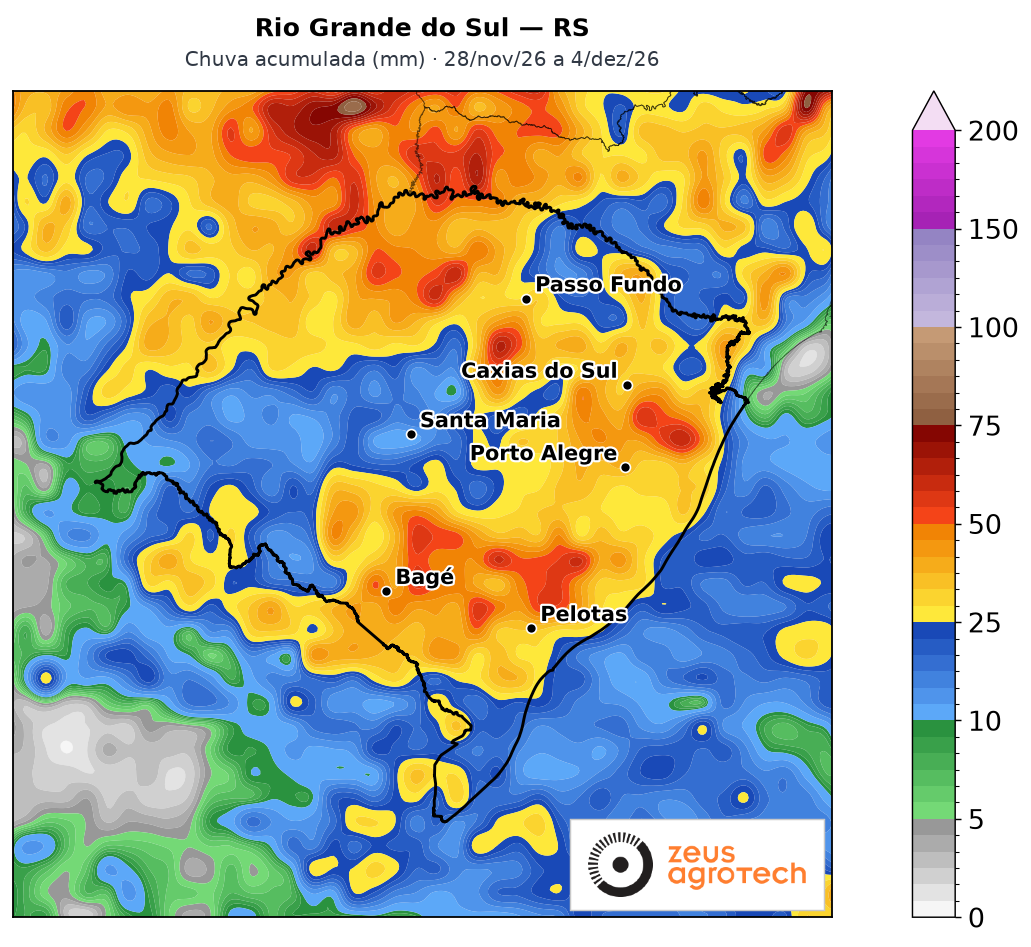 Rio Grande do Sul — RS
Chuva acumulada (mm) · 28/nov/26 a 4/dez/26
Passo Fundo
Caxias do Sul
Santa Maria
Porto Alegre
Bagé
Pelotas
zeus
agrotech
200
150
100
75
50
25
10
5
0